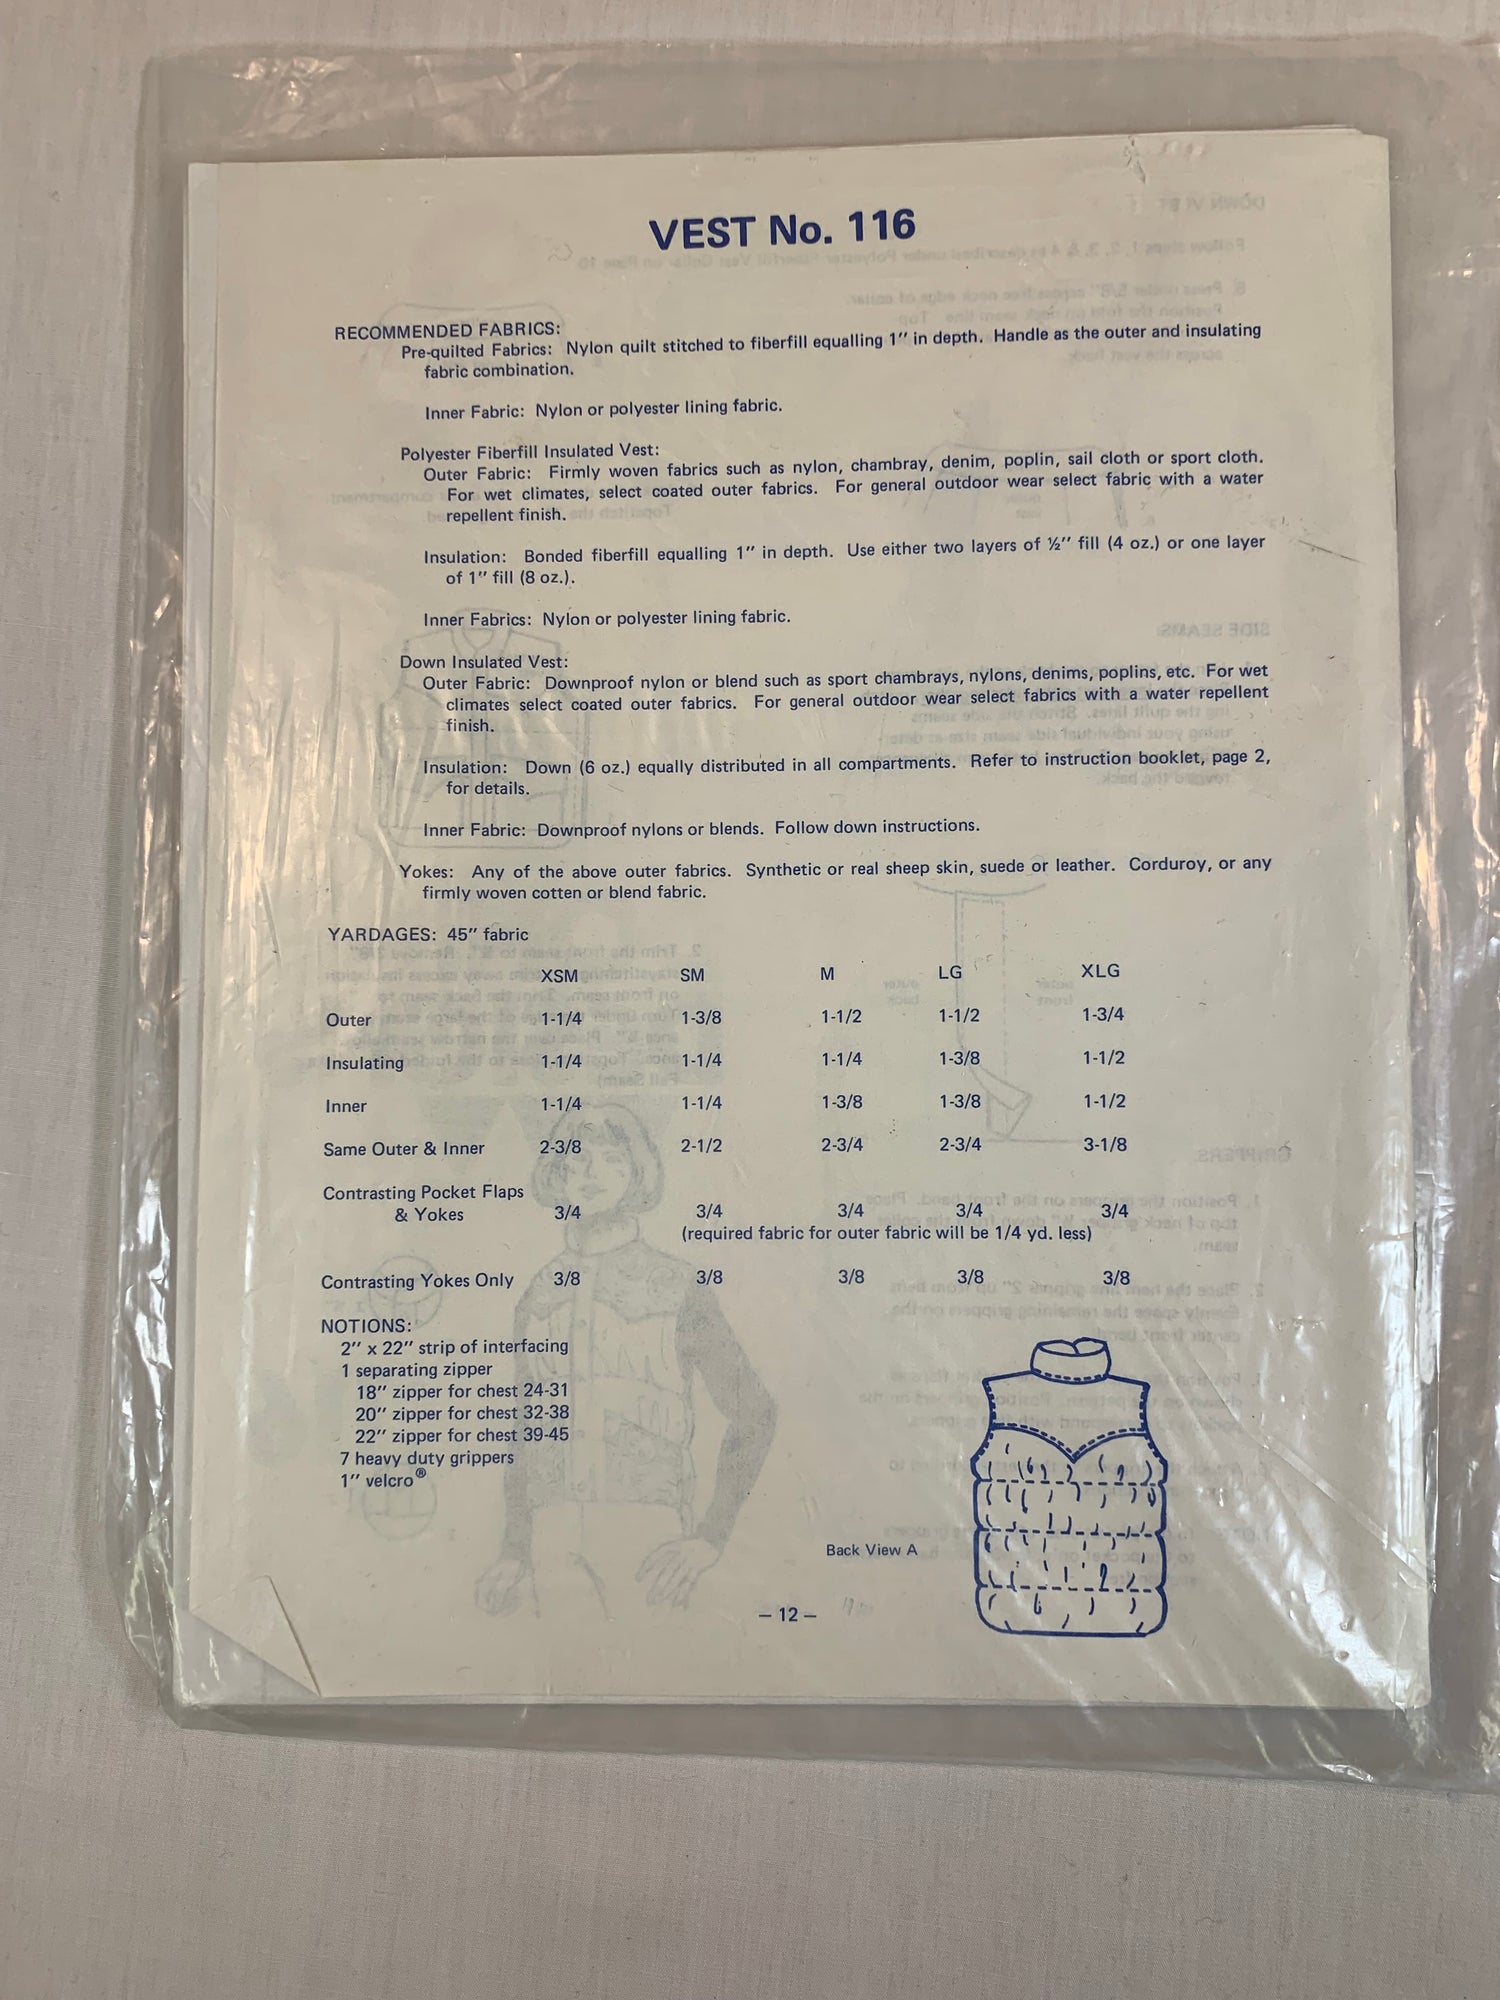 VEST No. 116
RECOMMENDED FABRICS:
Pre-quilted Fabrics: Nylon quilt stitched to fiberfill equalling 1" in depth. Handle as the outer and insulating
fabric combination.
Inner Fabric: Nylon or polyester lining fabric.
Polyester Fiberfill Insulated Vest:
Outer Fabric: Firmly woven fabrics such as nylon, chambray, denim, poplin, sail cloth or sport cloth.
For wet climates, select coated outer fabrics. For general outdoor wear select fabric with a water
repellent finish.
Insulation: Bonded fiberfill equalling 1" in depth. Use either two layers of ½" fill (4 oz.) or one layer
of 1" fill (8 oz.).
Inner Fabrics: Nylon or polyester lining fabric.
Down Insulated Vest:
Outer Fabric: Downproof nylon or blend such as sport chambrays, nylons, denims, poplins, etc. For wet
climates select coated outer fabrics. For general outdoor wear select fabrics with a water repellent
finish.
Insulation: Down (6 oz.) equally distributed in all compartments. Refer to instruction booklet, page 2,
for details.
Inner Fabric: Downproof nylons or blends. Follow down instructions.
Yokes: Any of the above outer fabrics. Synthetic or real sheep skin, suede or leather. Corduroy, or any
firmly woven cotten or blend fabric.
YARDAGES: 45" fabric
XSM SM M LG XLG
Outer 1-1/4 1-3/8 1-1/2 1-1/2 1-3/4
Insulating 1-1/4 1-1/4 1-1/4 1-3/8 1-1/2
Inner 1-1/4 1-1/4 1-3/8 1-3/8 1-1/2
Same Outer & Inner 2-3/8 2-1/2 2-3/4 2-3/4 3-1/8
Contrasting Pocket Flaps
& Yokes 3/4 3/4 3/4 3/4 3/4
(required fabric for outer fabric will be 1/4 yd. less)
Contrasting Yokes Only 3/8 3/8 3/8 3/8 3/8
NOTIONS:
2" x 22" strip of interfacing
1 separating zipper
18" zipper for chest 24-31
20" zipper for chest 32-38
22" zipper for chest 39-45
7 heavy duty grippers
1" velcro®
Back View A
– 12 –